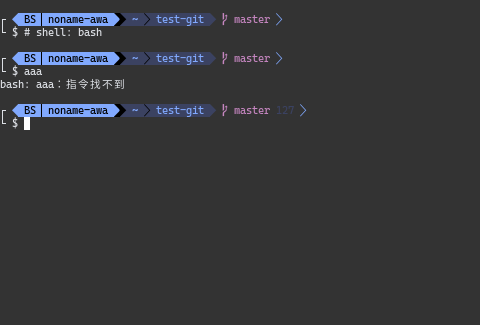 BS noname-awa ~ test-git master
$ # shell: bash
BS noname-awa ~ test-git master
$ aaa
bash: aaa：指令找不到
BS noname-awa ~ test-git master 127
$